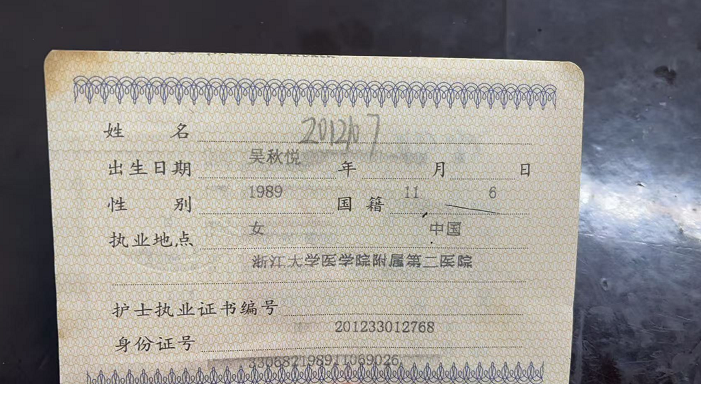 姓 名 201207
吴秋悦
出生日期 年 月 日
1989 11 6
性 别 国 籍
女 中国
执业地点
浙江大学医学院附属第二医院
护士执业证书编号
201233012768
身份证号
330682198911069026